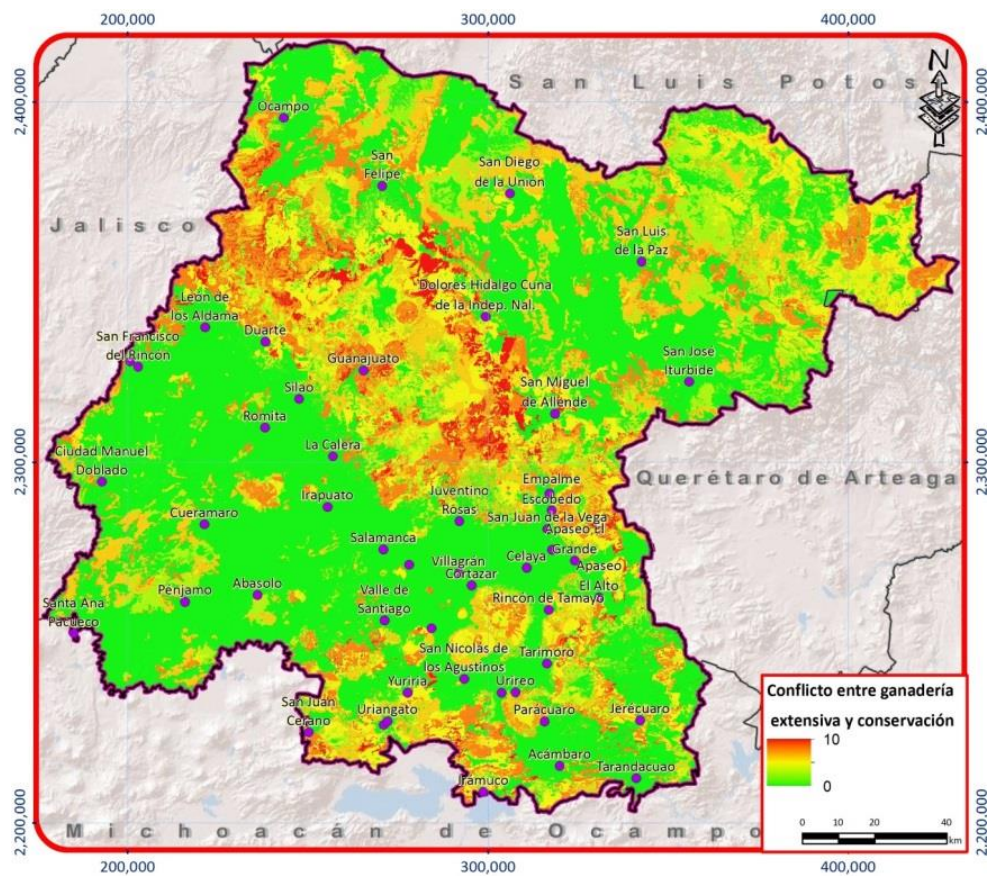 200,000 300,000 400,000
N
San Luis Potos
2,400,000 2,400,000
Ocampo
San
Felipe
San Diego
de la Unión
Jalisco
San Luis
de la Paz
León de
los Aldama
Dolores Hidalgo Cuna
de la Indep. Nal.
San Francisco
del Rincón
Duarte
Guanajuato
San Jose
Iturbide
Silao
San Miguel
de Allende
Romita
La Calera
2,300,000 2,300,000
Ciudad Manuel
Doblado
Querétaro de Arteaga
Irapuato
Juventino
Rosas
Empalme
Escobedo
Cueramaro
San Juan de la Vega
Apaseo El
Grande
Salamanca
Celaya
Apaseo
El Alto
Villagrán
Cortazar
Pénjamo
Abasolo
Valle de
Santiago
Rincón de Tamayo
Santa Ana
Pacueco
San Nicolás de
los Agustinos
Tarimoro
Yuriria
Urireo
San Juan
Cerano
Uriangato
Parácuaro
Jerécuaro
Acámbaro
Tarandacuao
Iramuco
Conflicto entre ganadería
extensiva y conservación
10
0
0 10 20 40
km
2,200,000 2,200,000
Michoacán de Ocampo
200,000 300,000 400,000